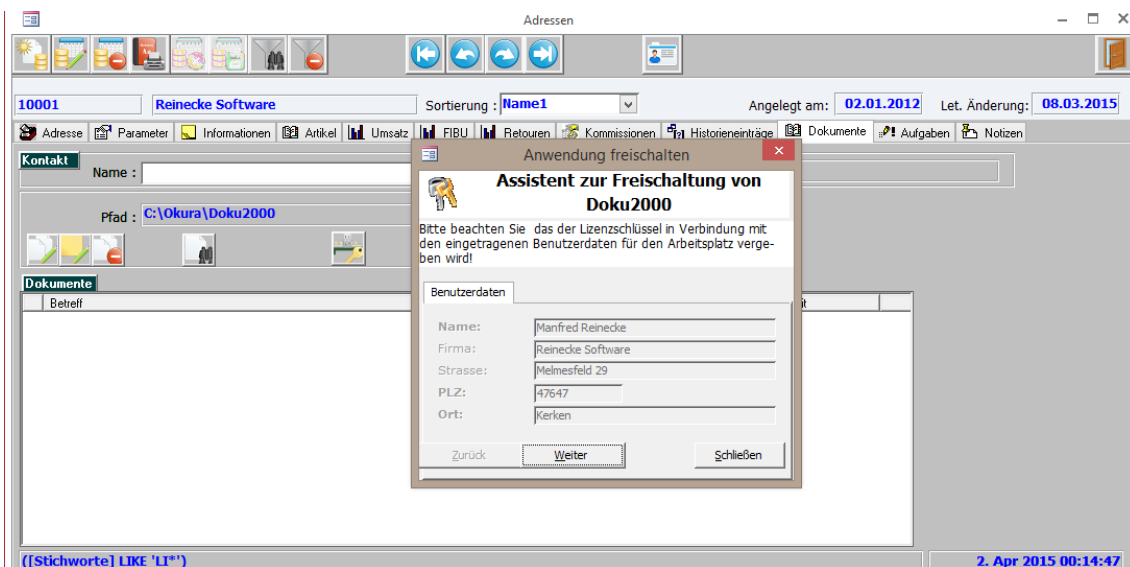 Adressen
10001 Reinecke Software Sortierung : Name1 Angelegt am: 02.01.2012 Let. Änderung: 08.03.2015
Adresse Parameter Informationen Artikel Umsatz FIBU Retouren Kommissionen Historieneinträge Dokumente Aufgaben Notizen
Kontakt
Name :
Pfad : C:\Okura\Doku2000
Dokumente
Betreff
Anwendung freischalten
Assistent zur Freischaltung von
Doku2000
Bitte beachten Sie das der Lizenzschlüssel in Verbindung mit
den eingetragenen Benutzerdaten für den Arbeitsplatz verge-
ben wird!
Benutzerdaten
Name: Manfred Reinecke
Firma: Reinecke Software
Strasse: Melmesfeld 29
PLZ: 47647
Ort: Kerken
Zurück Weiter Schließen
([Stichworte] LIKE 'LI*') 2. Apr 2015 00:14:47